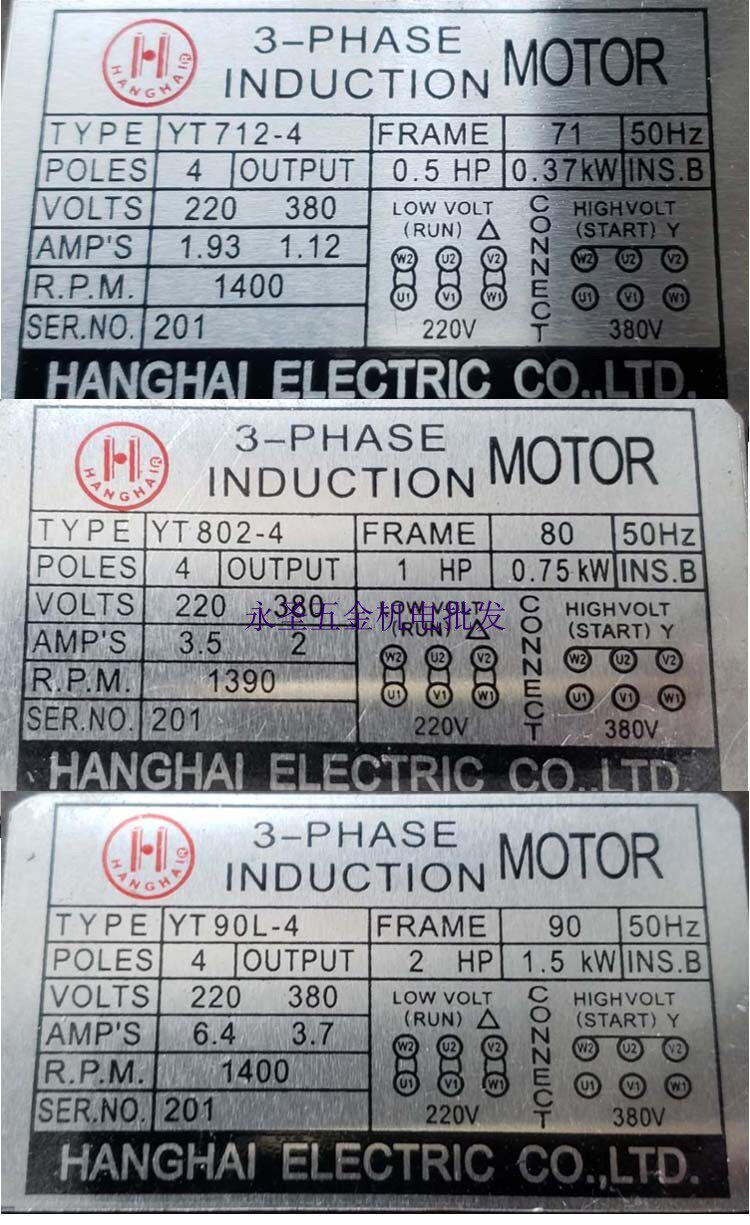 HANGHAI
3-PHASE
INDUCTION MOTOR
TYPE YT712-4 FRAME 71 50Hz
POLES 4 OUTPUT 0.5 HP 0.37kW INS.B
VOLTS 220 380
AMP'S 1.93 1.12
R.P.M. 1400
SER.NO. 201
LOW VOLT
(RUN) △
W2 U2 V2
U1 V1 W1
220V
CONNECT
HIGHVOLT
(START) Y
W2 U2 V2
U1 V1 W1
380V
HANGHAI ELECTRIC CO.,LTD.
HANGHAI
3-PHASE
INDUCTION MOTOR
TYPE YT802-4 FRAME 80 50Hz
POLES 4 OUTPUT 1 HP 0.75kW INS.B
VOLTS 220 380
AMP'S 3.5 2
R.P.M. 1390
SER.NO. 201
永圣五金机电批发
LOW VOLT
(RUN) △
W2 U2 V2
U1 V1 W1
220V
CONNECT
HIGHVOLT
(START) Y
W2 U2 V2
U1 V1 W1
380V
HANGHAI ELECTRIC CO.,LTD.
HANGHAI
3-PHASE
INDUCTION MOTOR
TYPE YT90L-4 FRAME 90 50Hz
POLES 4 OUTPUT 2 HP 1.5 kW INS.B
VOLTS 220 380
AMP'S 6.4 3.7
R.P.M. 1400
SER.NO. 201
LOW VOLT
(RUN) △
W2 U2 V2
U1 V1 W1
220V
CONNECT
HIGHVOLT
(START) Y
W2 U2 V2
U1 V1 W1
380V
HANGHAI ELECTRIC CO.,LTD.